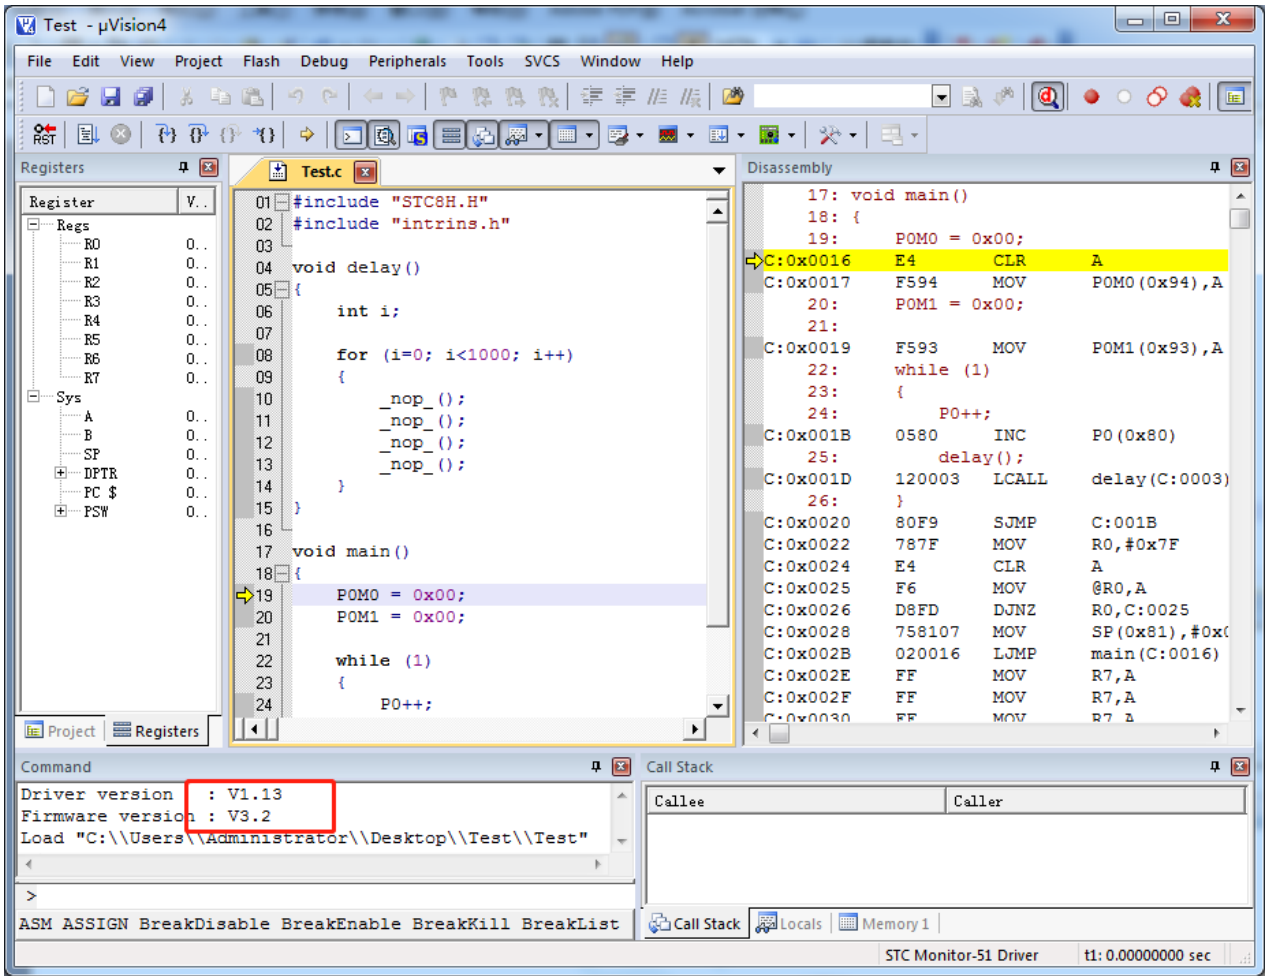 Test - µVision4
File Edit View Project Flash Debug Peripherals Tools SVCS Window Help
RST
Registers
Register V..
Regs
R0 0..
R1 0..
R2 0..
R3 0..
R4 0..
R5 0..
R6 0..
R7 0..
Sys
A 0..
B 0..
SP 0..
DPTR 0..
PC $ 0..
PSW 0..
Project Registers
Test.c
01 #include "STC8H.H"
02 #include "intrins.h"
03
04 void delay()
05 {
06 int i;
07
08 for (i=0; i<1000; i++)
09 {
10 _nop_();
11 _nop_();
12 _nop_();
13 _nop_();
14 }
15 }
16
17 void main()
18 {
19 P0M0 = 0x00;
20 P0M1 = 0x00;
21
22 while (1)
23 {
24 P0++;
Disassembly
17: void main()
18: {
19: P0M0 = 0x00;
C:0x0016 E4 CLR A
C:0x0017 F594 MOV P0M0(0x94),A
20: P0M1 = 0x00;
21:
C:0x0019 F593 MOV P0M1(0x93),A
22: while (1)
23: {
24: P0++;
C:0x001B 0580 INC P0(0x80)
25: delay();
C:0x001D 120003 LCALL delay(C:0003)
26: }
C:0x0020 80F9 SJMP C:001B
C:0x0022 787F MOV R0,#0x7F
C:0x0024 E4 CLR A
C:0x0025 F6 MOV @R0,A
C:0x0026 D8FD DJNZ R0,C:0025
C:0x0028 758107 MOV SP(0x81),#0x0
C:0x002B 020016 LJMP main(C:0016)
C:0x002E FF MOV R7,A
C:0x002F FF MOV R7,A
C:0x0030 FF MOV R7,A
Command
Driver version : V1.13
Firmware version : V3.2
Load "C:\\Users\\Administrator\\Desktop\\Test\\Test"
>
ASM ASSIGN BreakDisable BreakEnable BreakKill BreakList
Call Stack
Callee Caller
Call Stack Locals Memory 1
STC Monitor-51 Driver t1: 0.00000000 sec